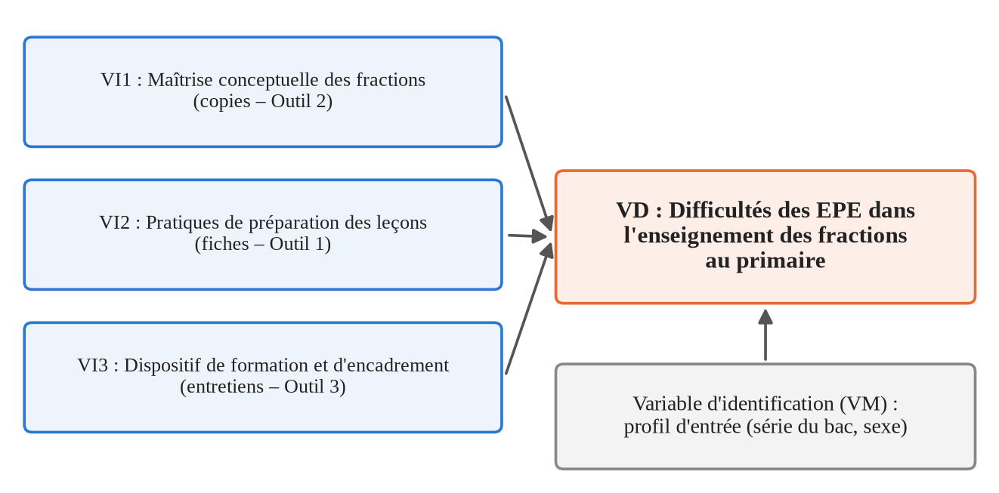 VI1 : Maîtrise conceptuelle des fractions
(copies – Outil 2)
VI2 : Pratiques de préparation des leçons
(fiches – Outil 1)
VI3 : Dispositif de formation et d'encadrement
(entretiens – Outil 3)
VD : Difficultés des EPE dans
l'enseignement des fractions
au primaire
Variable d'identification (VM) :
profil d'entrée (série du bac, sexe)